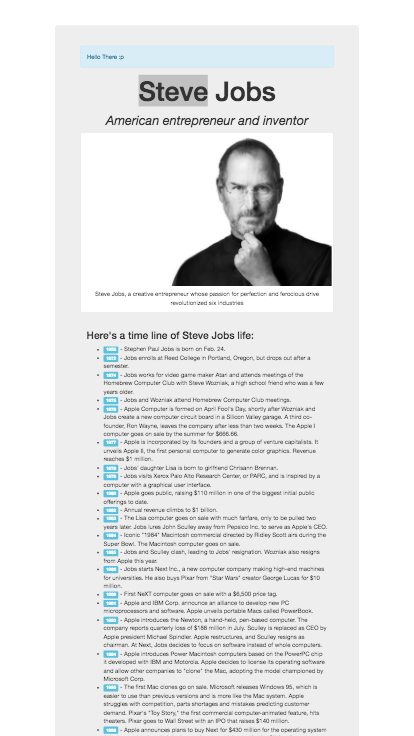 Hello There :p
Steve Jobs
American entrepreneur and inventor
Steve Jobs, a creative entrepreneur whose passion for perfection and ferocious drive
revolutionized six industries
Here's a time line of Steve Jobs life:
- Stephen Paul Jobs is born on Feb. 24.
- Jobs enrolls at Reed College in Portland, Oregon, but drops out after a
semester.
- Jobs works for video game maker Atari and attends meetings of the
Homebrew Computer Club with Steve Wozniak, a high school friend who was a few
years older.
- Jobs and Wozniak attend Homebrew Computer Club meetings.
- Apple Computer is formed on April Fool's Day, shortly after Wozniak and
Jobs create a new computer circuit board in a Silicon Valley garage. A third co-
founder, Ron Wayne, leaves the company after less than two weeks. The Apple I
computer goes on sale by the summer for $666.66.
- Apple is incorporated by its founders and a group of venture capitalists. It
unveils Apple II, the first personal computer to generate color graphics. Revenue
reaches $1 million.
- Jobs' daughter Lisa is born to girlfriend Chrisann Brennan.
- Jobs visits Xerox Palo Alto Research Center, or PARC, and is inspired by a
computer with a graphical user interface.
- Apple goes public, raising $110 million in one of the biggest initial public
offerings to date.
- Annual revenue climbs to $1 billion.
- The Lisa computer goes on sale with much fanfare, only to be pulled two
years later. Jobs lures John Sculley away from Pepsico Inc. to serve as Apple's CEO.
- Iconic "1984" Macintosh commercial directed by Ridley Scott airs during the
Super Bowl. The Macintosh computer goes on sale.
- Jobs and Sculley clash, leading to Jobs' resignation. Wozniak also resigns
from Apple this year.
- Jobs starts Next Inc., a new computer company making high-end machines
for universities. He also buys Pixar from "Star Wars" creator George Lucas for $10
million.
- First NeXT computer goes on sale with a $6,500 price tag.
- Apple and IBM Corp. announce an alliance to develop new PC
microprocessors and software. Apple unveils portable Macs called PowerBook.
- Apple introduces the Newton, a hand-held, pen-based computer. The
company reports quarterly loss of $188 million in July. Sculley is replaced as CEO by
Apple president Michael Spindler. Apple restructures, and Sculley resigns as
chairman. At Next, Jobs decides to focus on software instead of whole computers.
- Apple introduces Power Macintosh computers based on the PowerPC chip
it developed with IBM and Motorola. Apple decides to license its operating software
and allow other companies to "clone" the Mac, adopting the model championed by
Microsoft Corp.
- The first Mac clones go on sale. Microsoft releases Windows 95, which is
easier to use than previous versions and is more like the Mac system. Apple
struggles with competition, parts shortages and mistakes predicting customer
demand. Pixar's "Toy Story," the first commercial computer-animated feature, hits
theaters. Pixar goes to Wall Street with an IPO that raises $140 million.
- Apple announces plans to buy Next for $430 million for the operating system